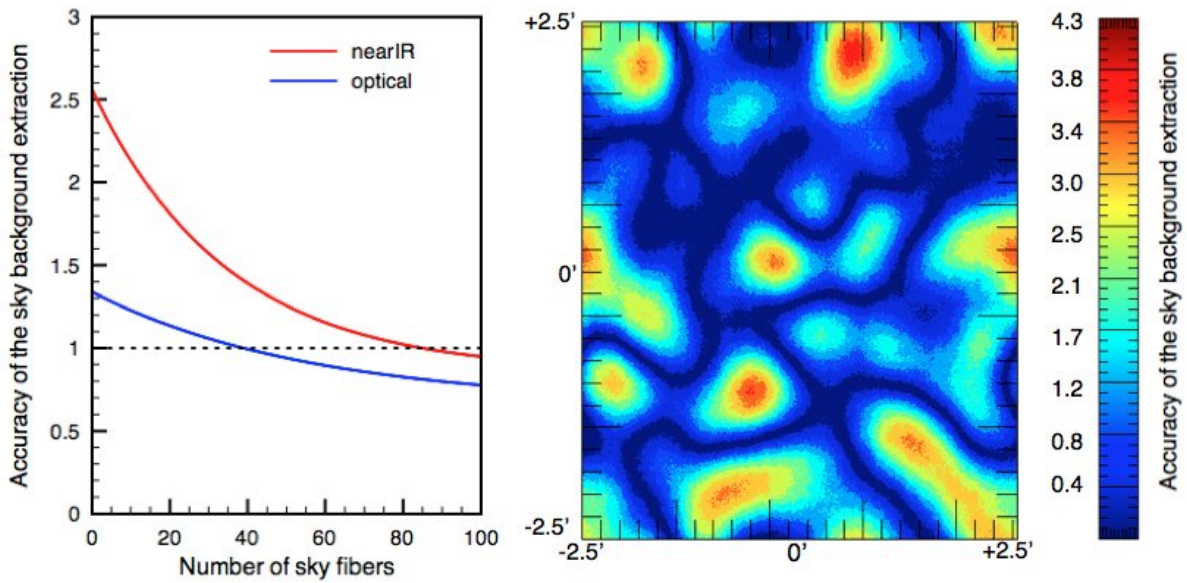 3
2.5
2
1.5
1
0.5
0
0 20 40 60 80 100
Number of sky fibers
Accuracy of the sky background extraction
nearIR
optical
+2.5'
0'
-2.5'
-2.5' 0' +2.5'
4.3
3.8
3.4
3.0
2.5
2.1
1.7
1.2
0.8
0.4
Accuracy of the sky background extraction